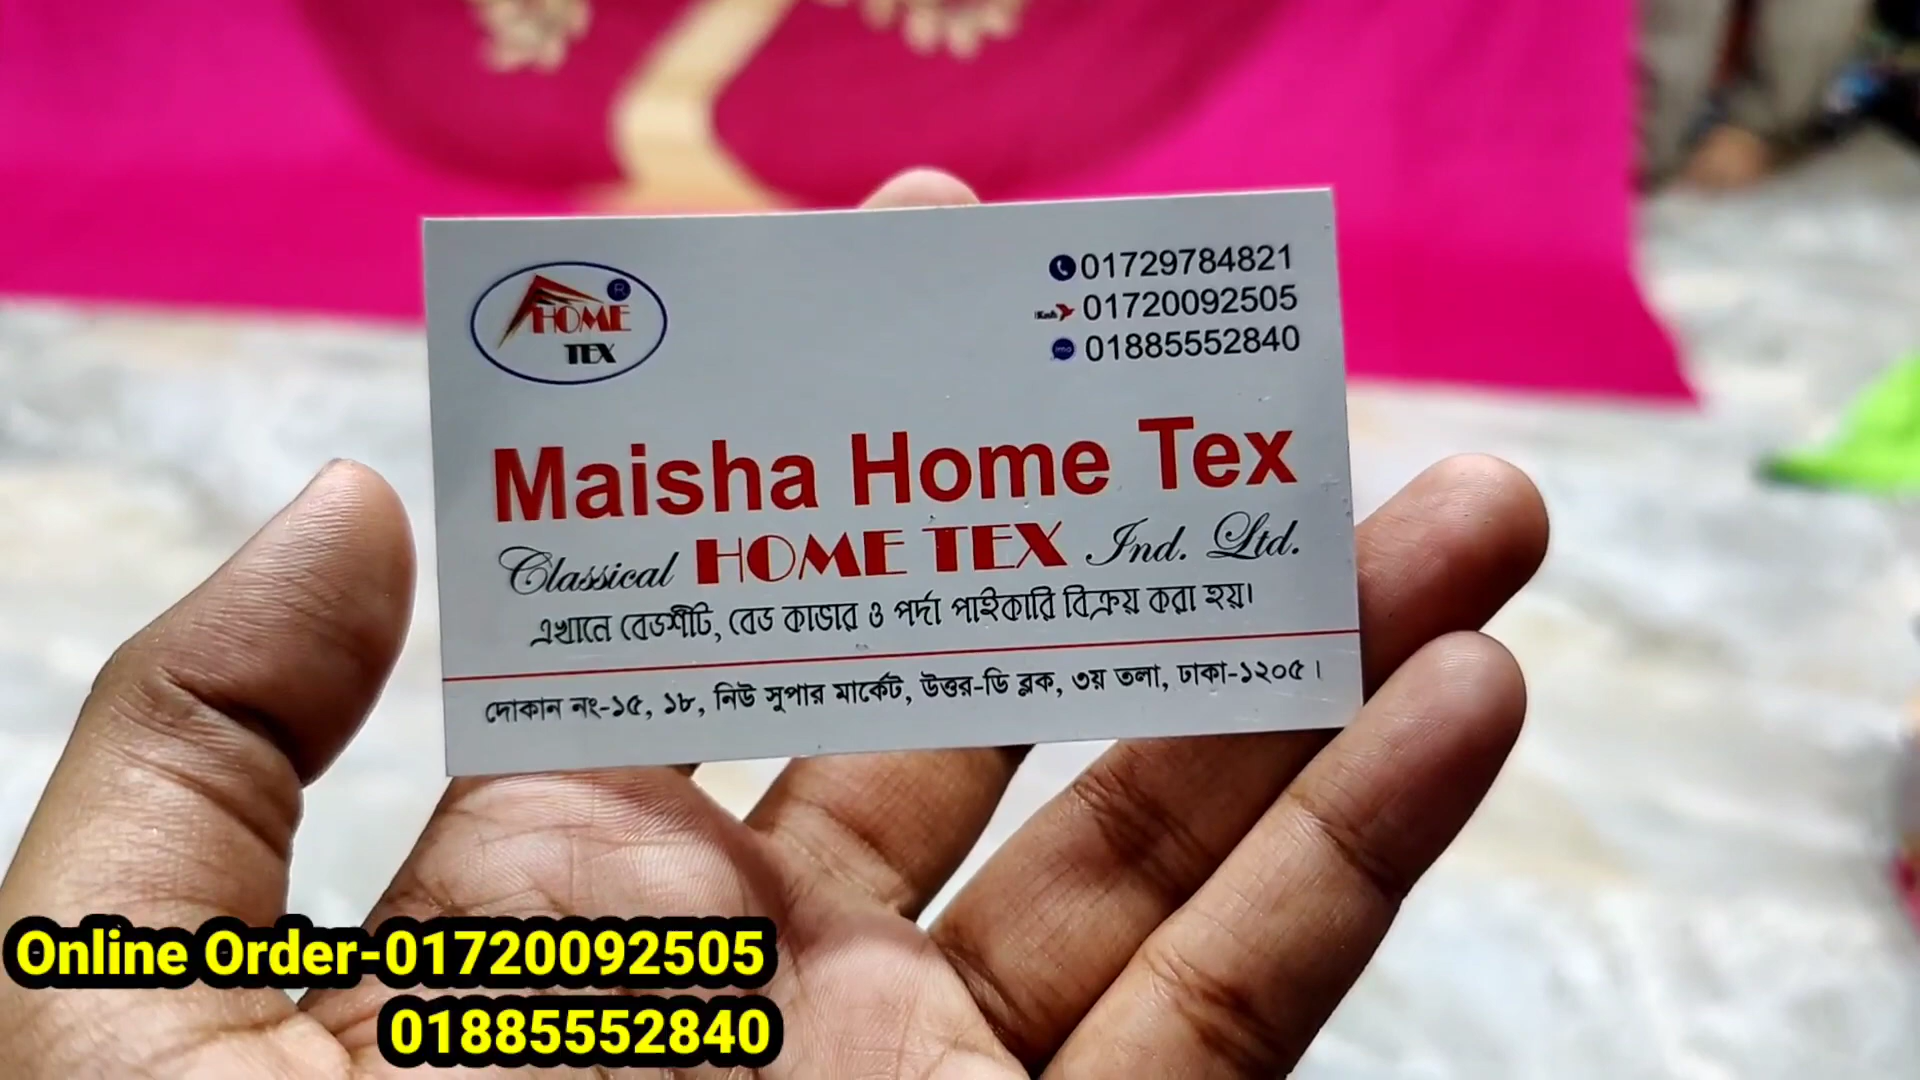 HOME
TEX
R
01729784821
01720092505
01885552840
Maisha Home Tex
Classical HOME TEX Ind. Ltd.
এখানে বেডশীট, বেড কাভার ও পর্দা পাইকারি বিক্রয় করা হয়।
দোকান নং-১৫, ১৮, নিউ সুপার মার্কেট, উত্তর-ডি ব্লক, ৩য় তলা, ঢাকা-১২০৫।
Online Order-01720092505
01885552840